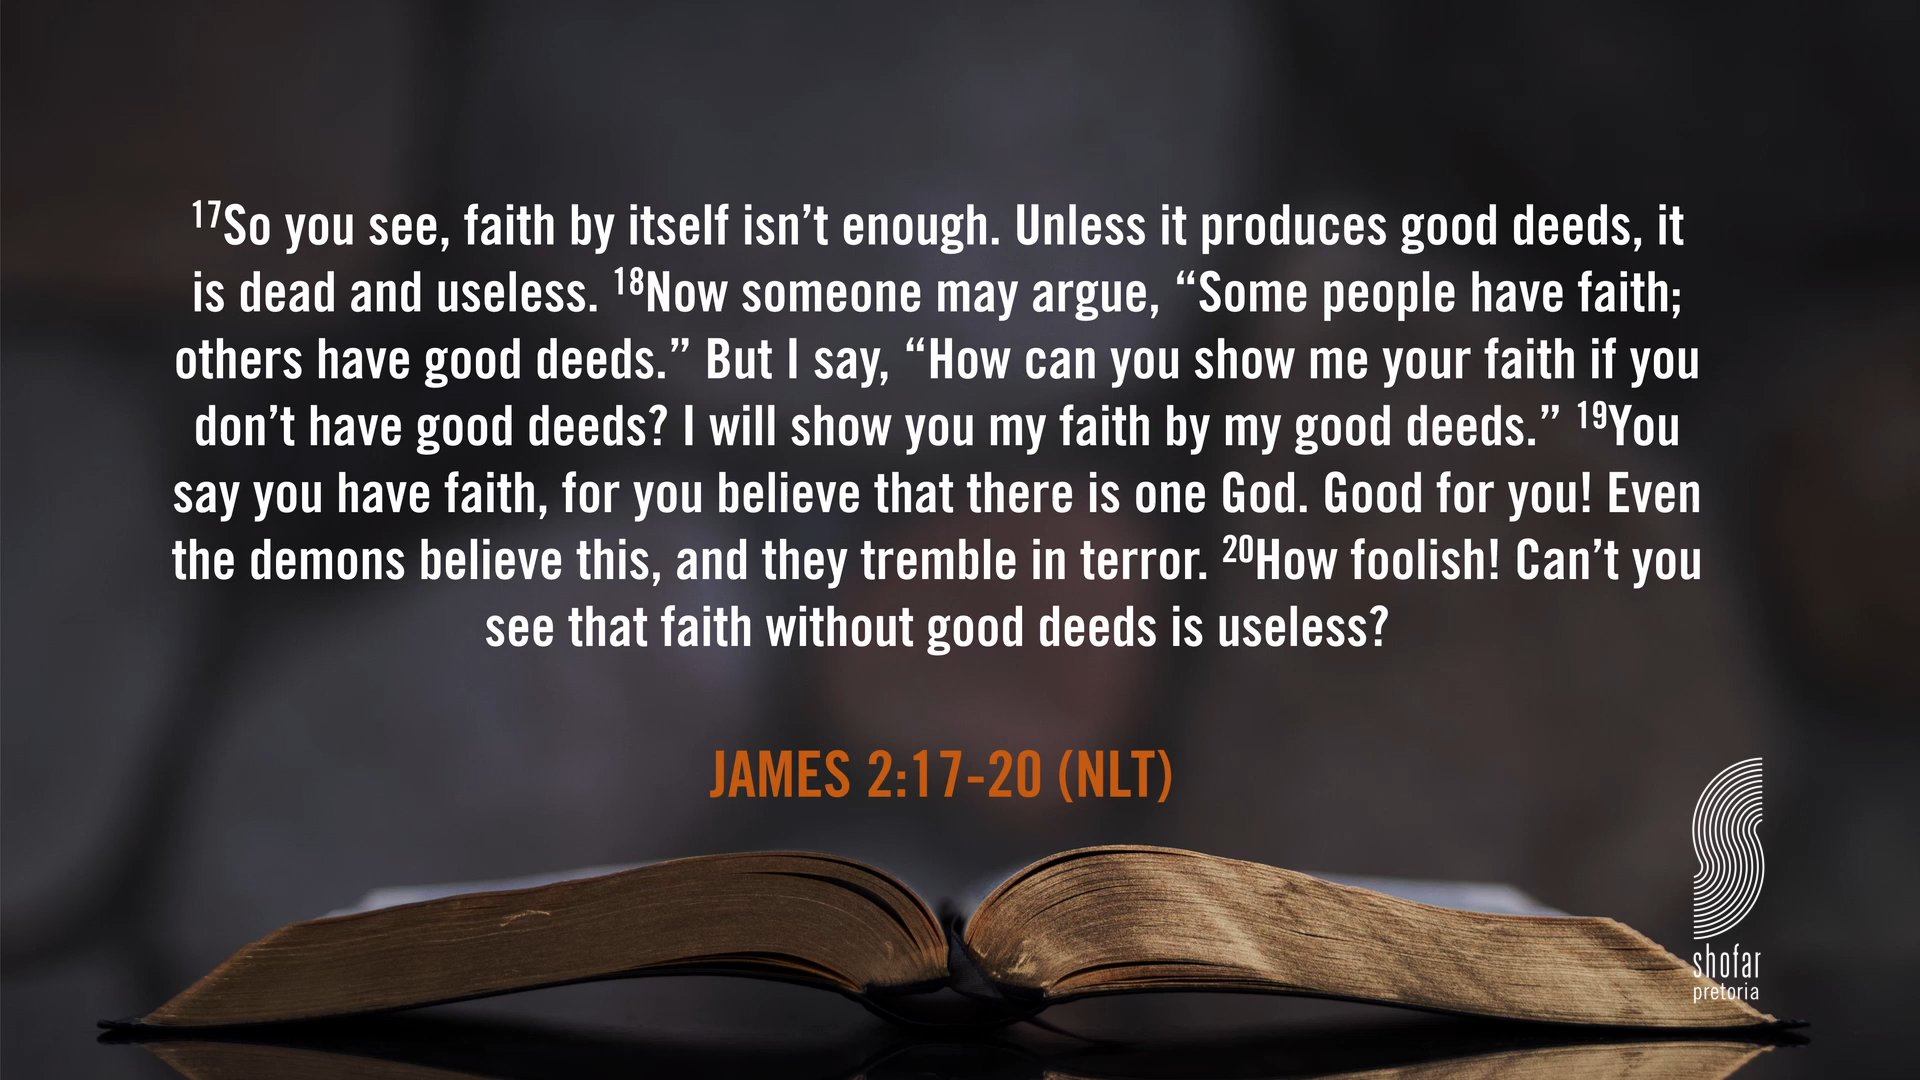 ¹⁷So you see, faith by itself isn’t enough. Unless it produces good deeds, it
is dead and useless. ¹⁸Now someone may argue, “Some people have faith;
others have good deeds.” But I say, “How can you show me your faith if you
don’t have good deeds? I will show you my faith by my good deeds.” ¹⁹You
say you have faith, for you believe that there is one God. Good for you! Even
the demons believe this, and they tremble in terror. ²⁰How foolish! Can’t you
see that faith without good deeds is useless?
JAMES 2:17-20 (NLT)
shofar
pretoria